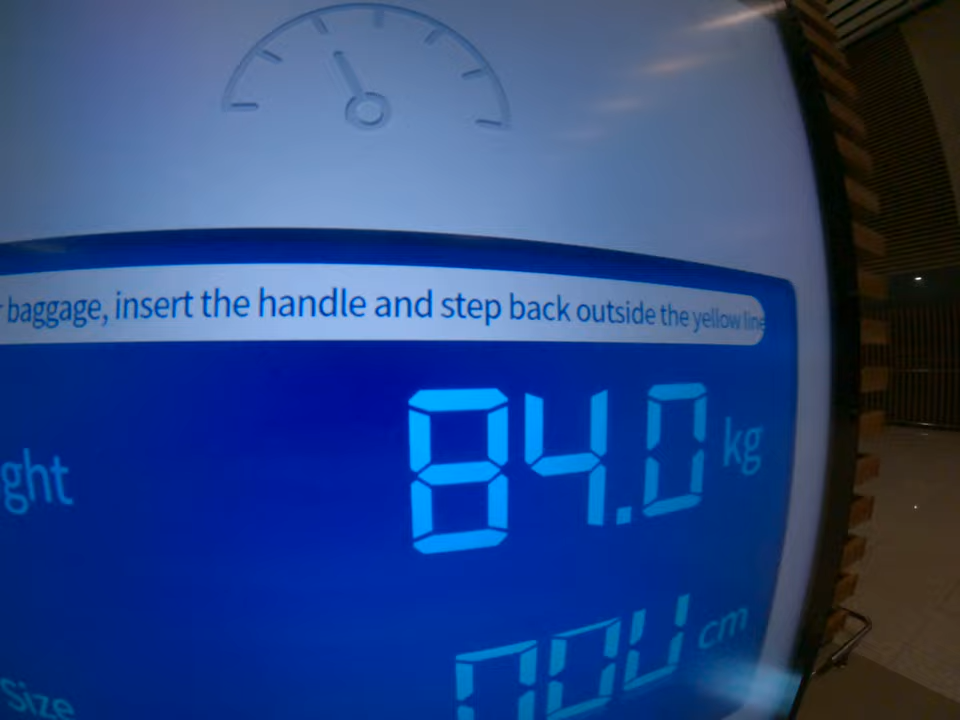 baggage, insert the handle and step back outside the yellow line
ght
84.0 kg
cm
Size